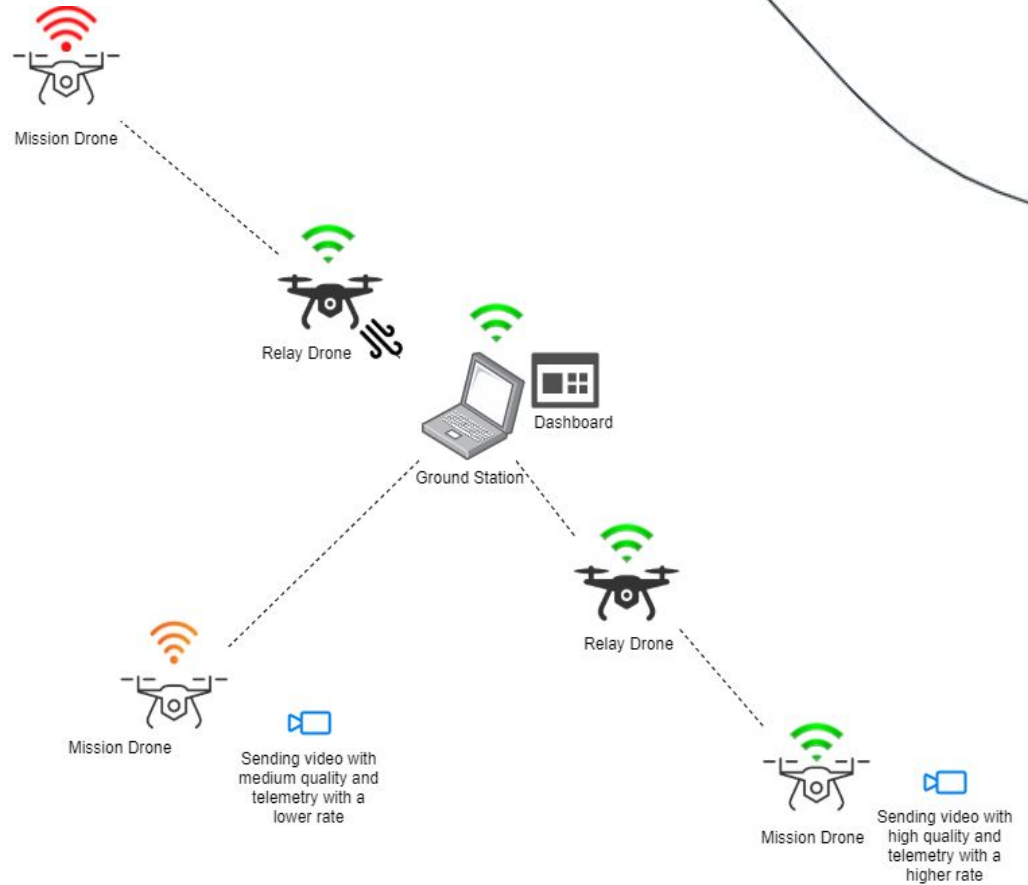 Mission Drone
Relay Drone
Dashboard
Ground Station
Relay Drone
Mission Drone
Sending video with
medium quality and
telemetry with a
lower rate
Mission Drone
Sending video with
high quality and
telemetry with a
higher rate